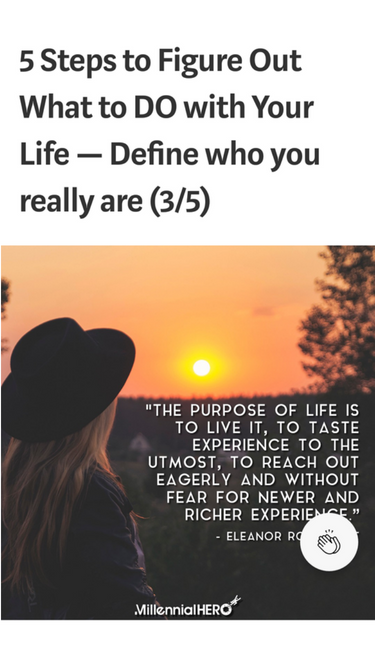 5 Steps to Figure Out
What to DO with Your
Life — Define who you
really are (3/5)
"THE PURPOSE OF LIFE IS
TO LIVE IT, TO TASTE
EXPERIENCE TO THE
UTMOST, TO REACH OUT
EAGERLY AND WITHOUT
FEAR FOR NEWER AND
RICHER EXPERIENCE."
- ELEANOR
MillennialHERO